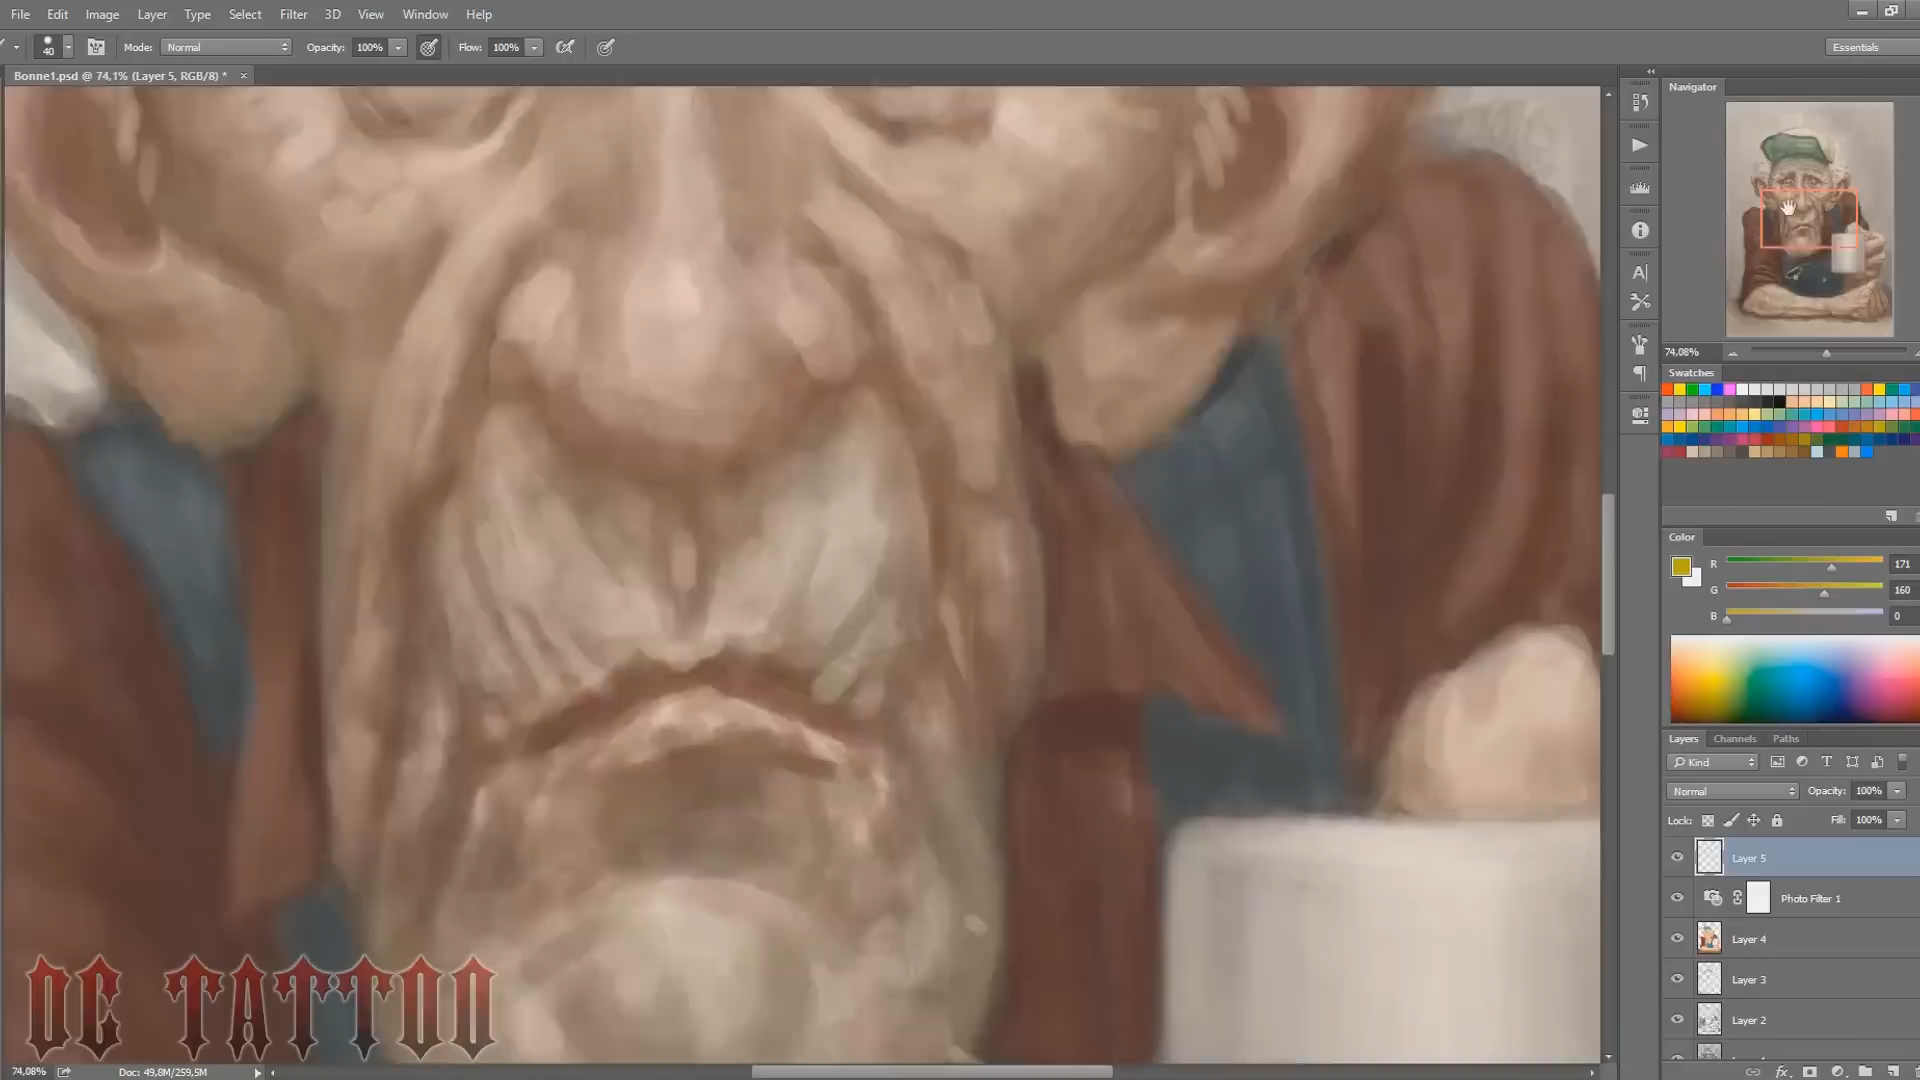 File Edit Image Layer Type Select Filter 3D View Window Help
40 Mode: Normal Opacity: 100% Flow: 100% Essentials
Bonne1.psd @ 74,1% (Layer 5, RGB/8) * ×
Navigator
74,08%
Swatches
Color
R 171
G 160
B 0
Layers Channels Paths
Kind
Normal Opacity: 100%
Lock: Fill: 100%
Layer 5
Photo Filter 1
Layer 4
Layer 3
Layer 2
DE TATTOO
74,08% Doc: 49,8M/259,5M